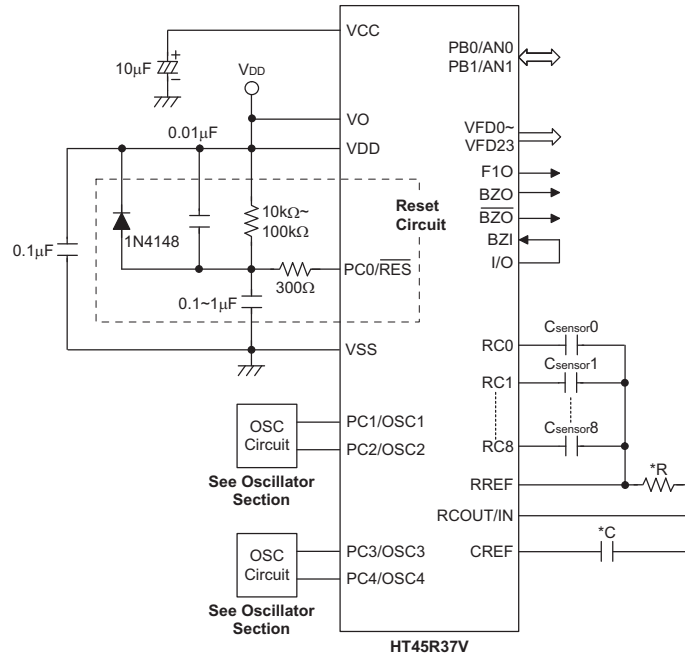 VCC
10μF
+
−
VDD
VO
0.01μF
VDD
10kΩ~
100kΩ
Reset
Circuit
1N4148
0.1μF
PC0/R̅E̅S̅
300Ω
0.1~1μF
VSS
OSC
Circuit
PC1/OSC1
PC2/OSC2
See Oscillator
Section
OSC
Circuit
PC3/OSC3
PC4/OSC4
See Oscillator
Section
PB0/AN0
PB1/AN1
VFD0~
VFD23
F1O
BZO
B̅Z̅O̅
BZI
I/O
RC0
Csensor0
RC1
Csensor1
RC8
Csensor8
RREF
*R
RCOUT/IN
CREF
*C
HT45R37V